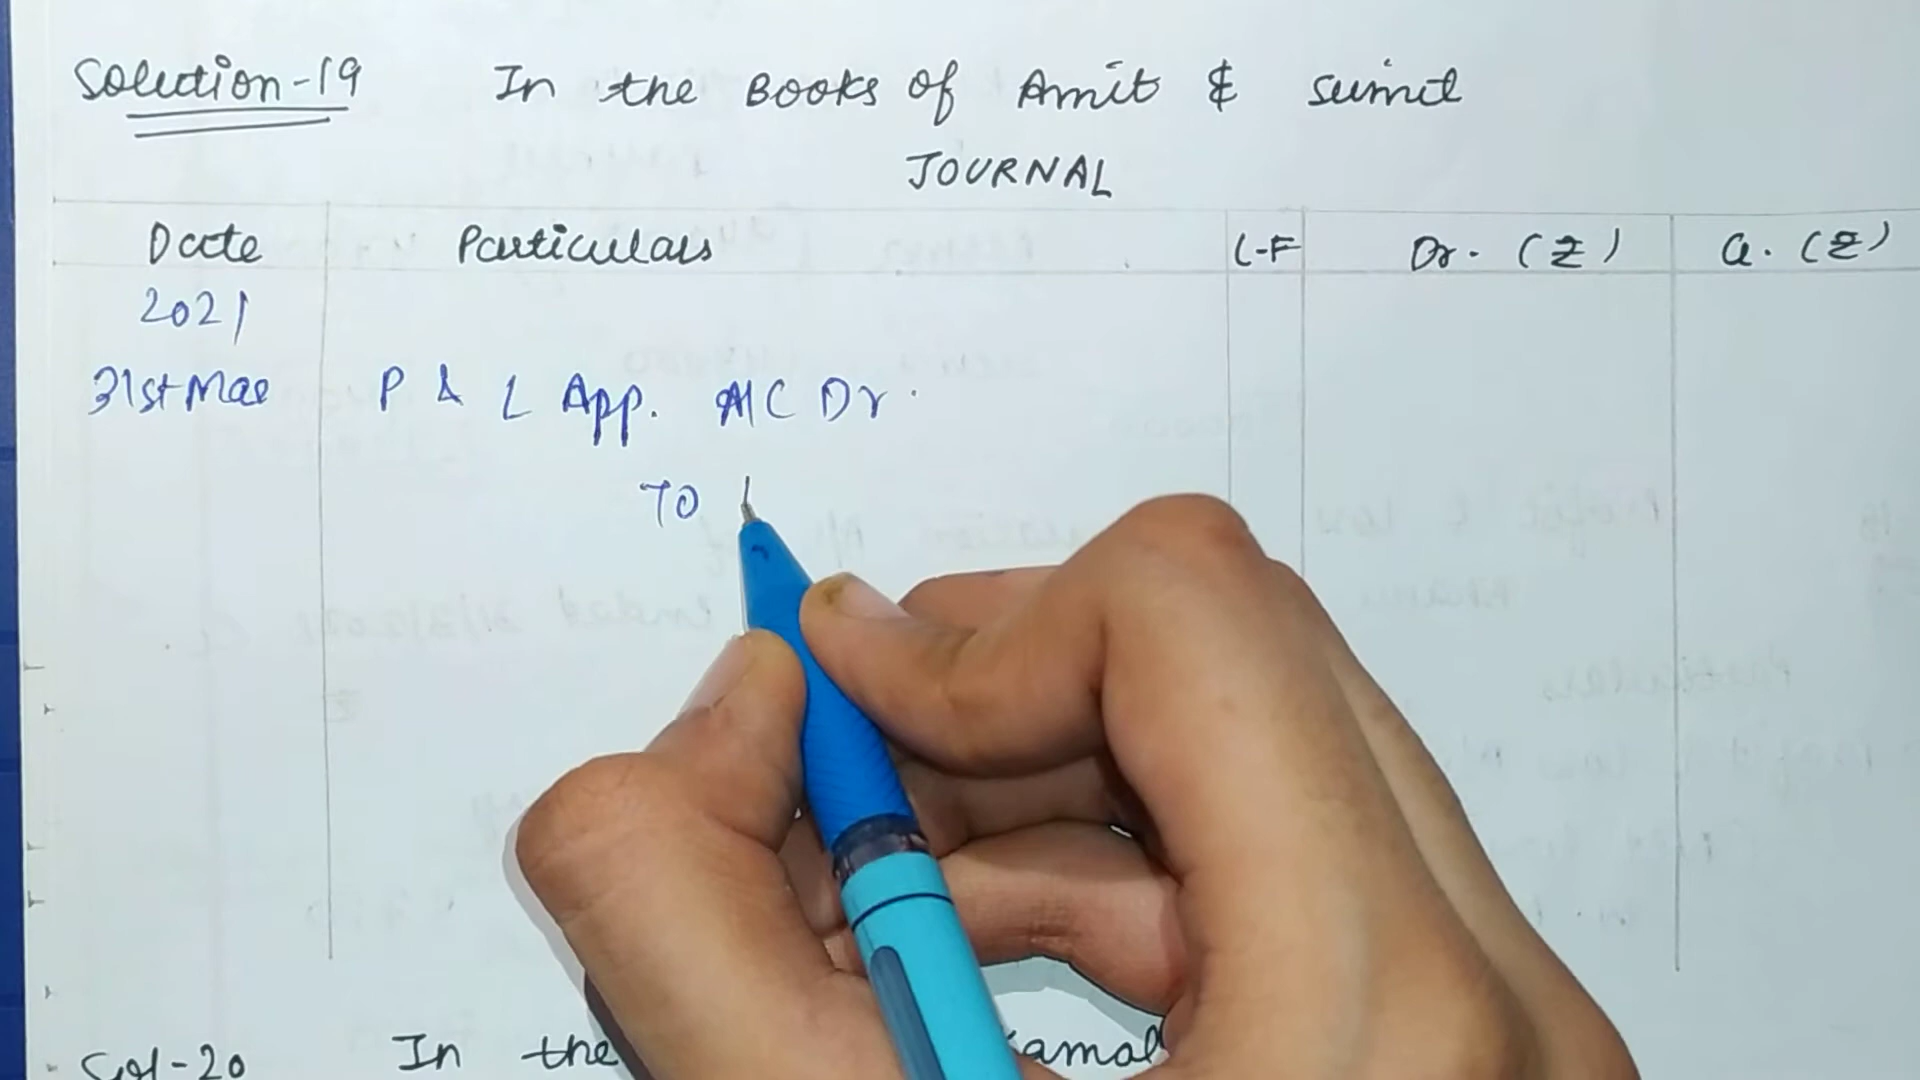 Solution-19 In the Books of Amit & Sumit
JOURNAL
Date Particulars L-F Dr. (₹) Cr. (₹)
2021
31st Mar P & L App. A/C Dr.
TO
Sol-20 In the